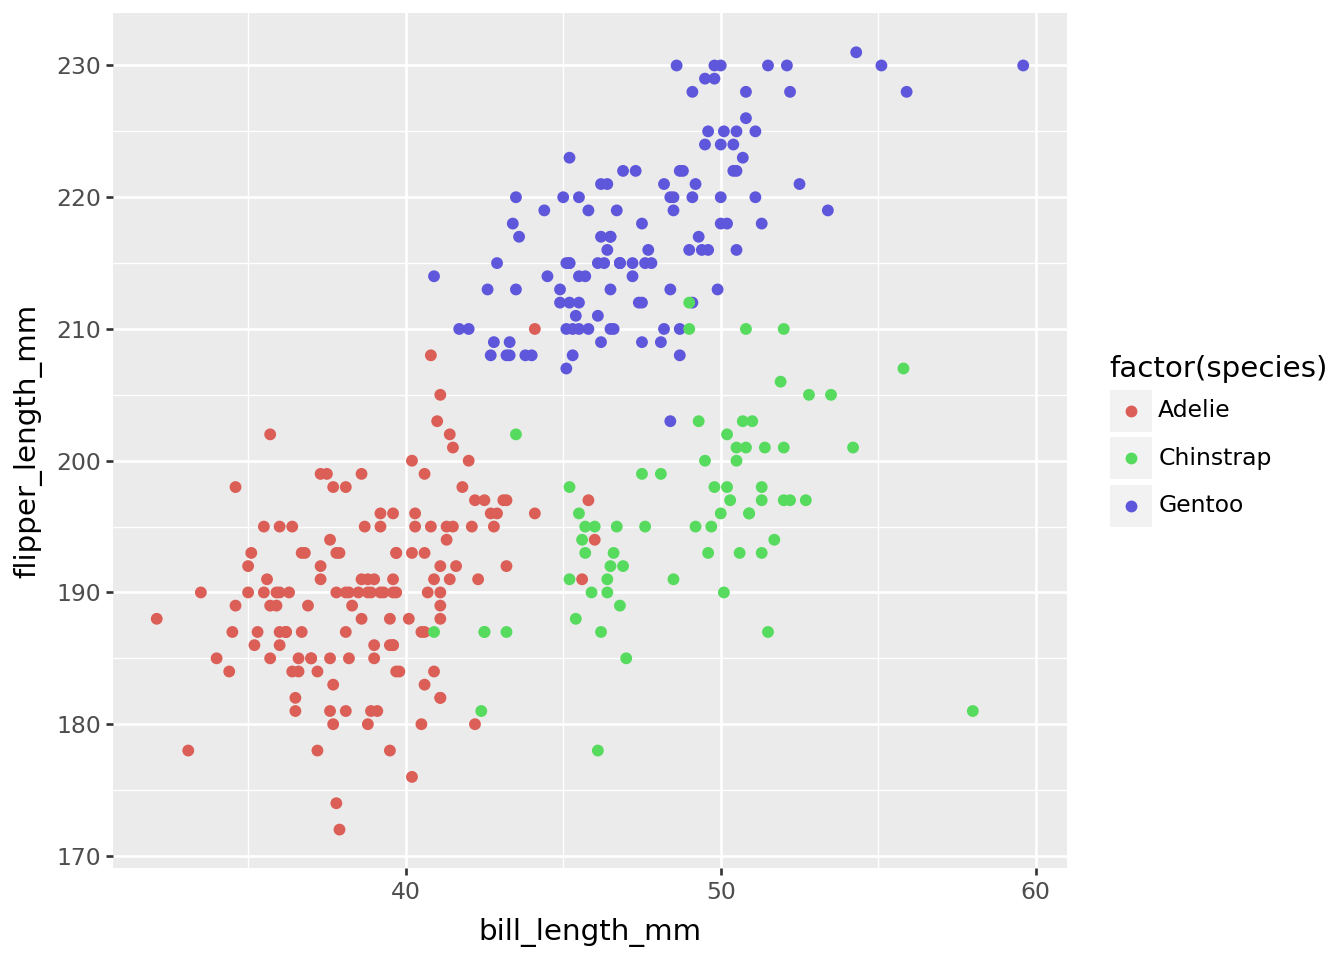 230
220
210
200
190
180
170
40
50
60
bill_length_mm
flipper_length_mm
factor(species)
Adelie
Chinstrap
Gentoo